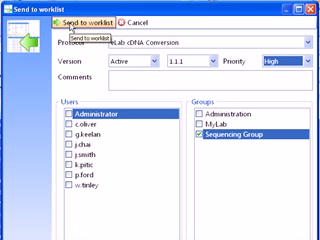 Send to worklist
Send to worklist Cancel
Send to worklist
Protocol eLab cDNA Conversion
Version Active 1.1.1 Priority High
Comments
Users
Administrator
c.oliver
g.keelan
j.chai
j.smith
k.pitic
p.ford
w.tinley
Groups
Administration
MyLab
Sequencing Group